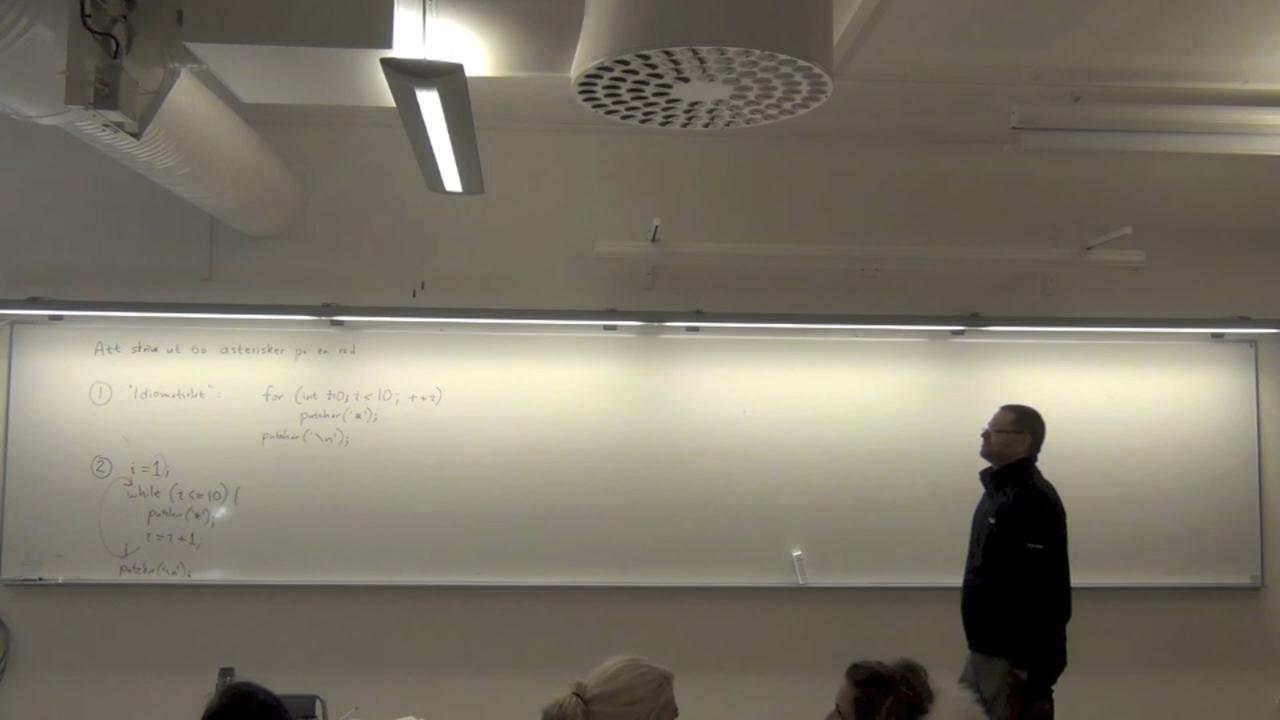 Att skriva ut tio asterisker på en rad
① "Idiomatiskt": for (int i=0; i < 10; ++i)
putchar('*');
putchar('\n');
② i = 1;
while (i <= 10) {
putchar('*');
i = i + 1;
}
putchar('\n');